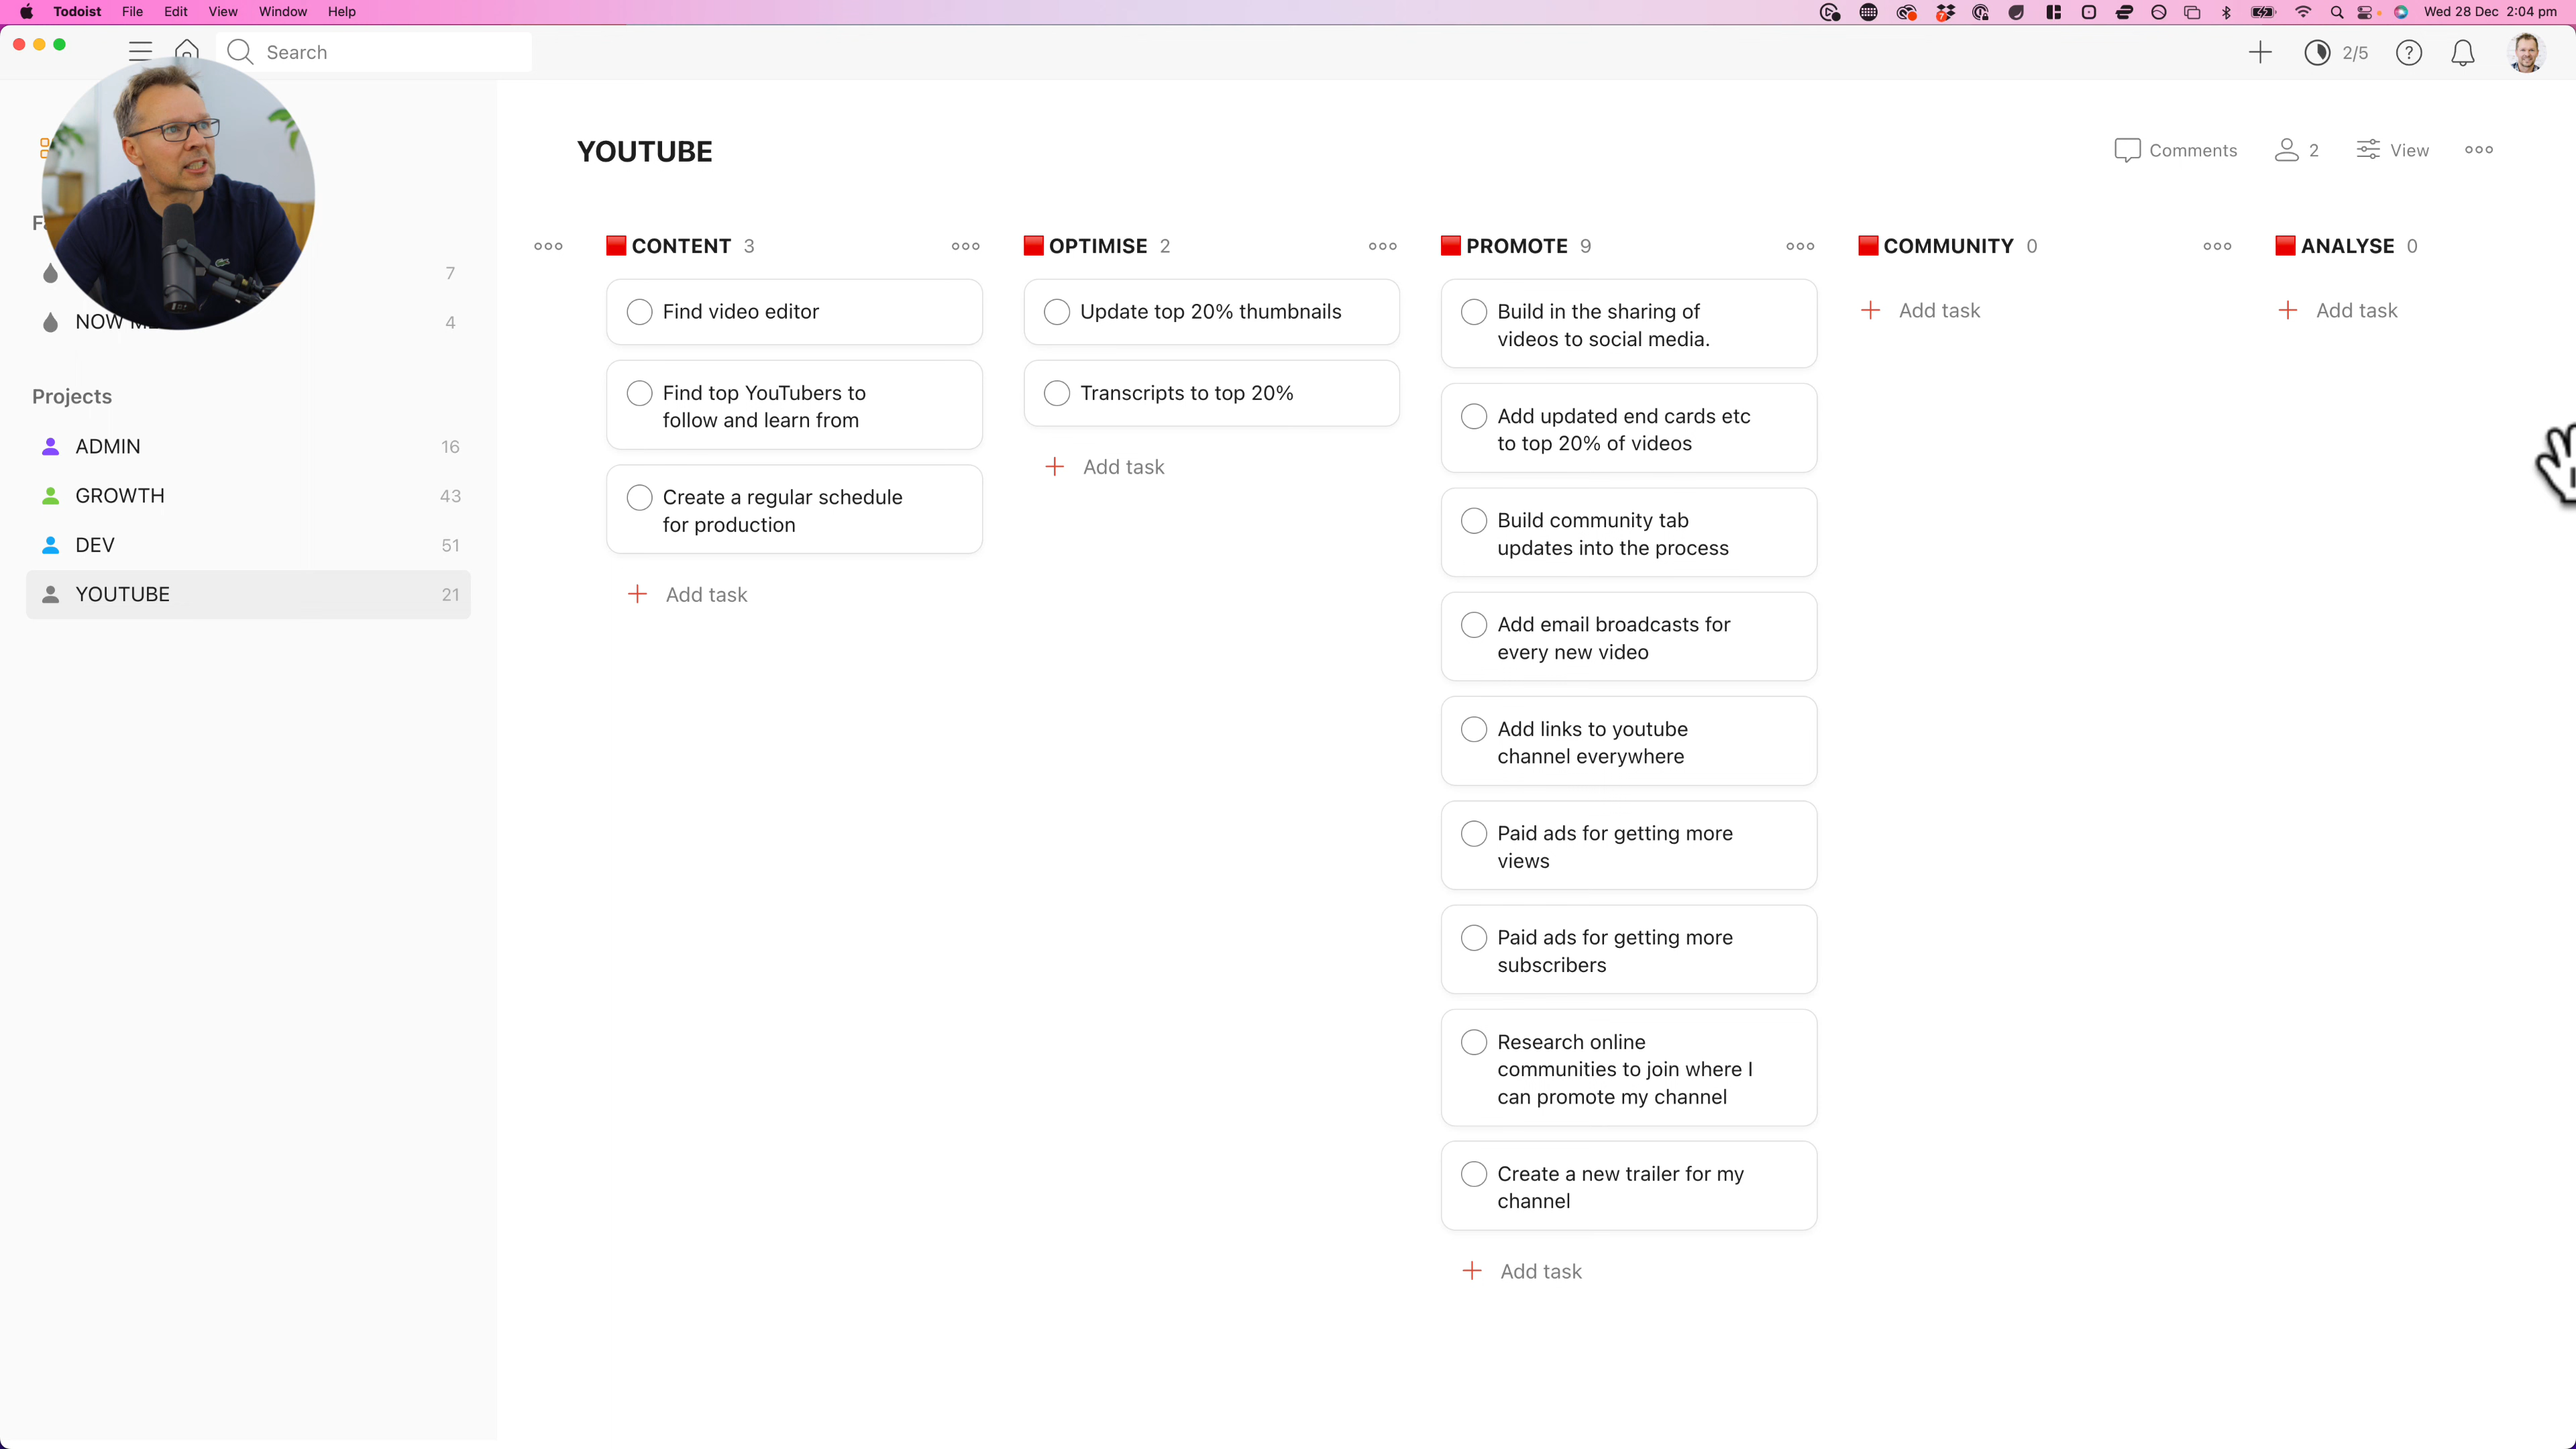 Todoist File Edit View Window Help
Wed 28 Dec 2:04 pm
Search
2/5
7
NOW
4
Projects
ADMIN 16
GROWTH 43
DEV 51
YOUTUBE 21
YOUTUBE
Comments
2
View
CONTENT 3
Find video editor
Find top YouTubers to
follow and learn from
Create a regular schedule
for production
Add task
OPTIMISE 2
Update top 20% thumbnails
Transcripts to top 20%
Add task
PROMOTE 9
Build in the sharing of
videos to social media.
Add updated end cards etc
to top 20% of videos
Build community tab
updates into the process
Add email broadcasts for
every new video
Add links to youtube
channel everywhere
Paid ads for getting more
views
Paid ads for getting more
subscribers
Research online
communities to join where I
can promote my channel
Create a new trailer for my
channel
Add task
COMMUNITY 0
Add task
ANALYSE 0
Add task